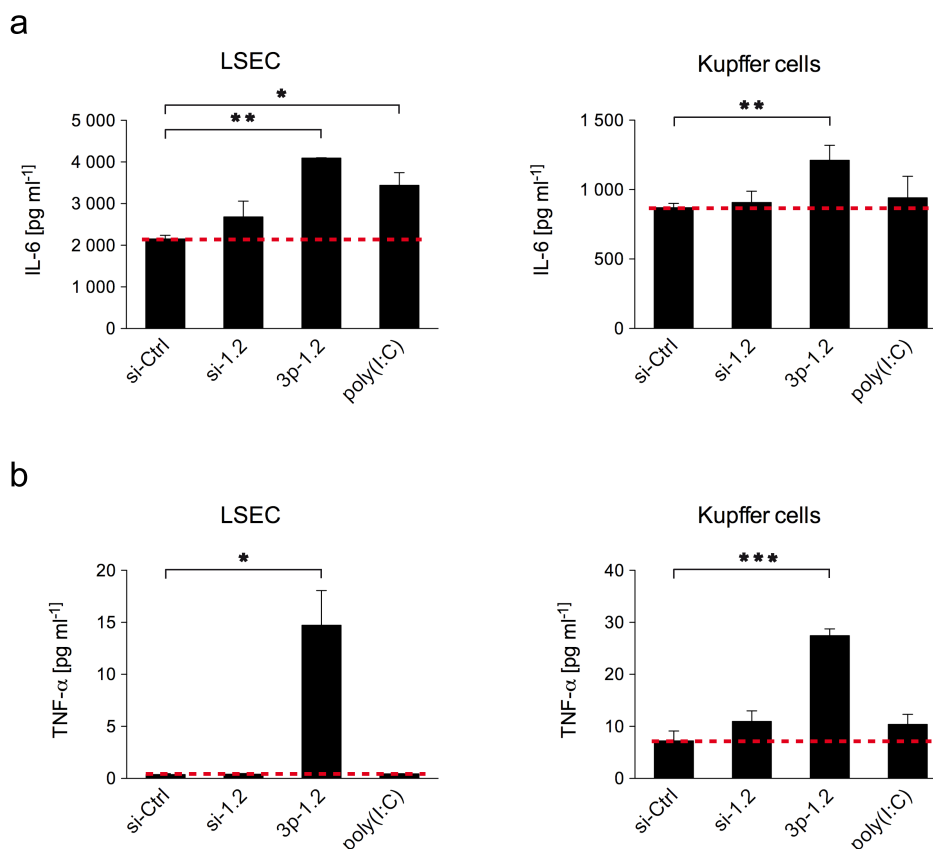 a
LSEC
*
**
5 000
4 000
3 000
2 000
1 000
0
IL-6 [pg ml⁻¹]
si-Ctrl
si-1.2
3p-1.2
poly(I:C)
Kupffer cells
**
1 500
1 000
500
0
IL-6 [pg ml⁻¹]
si-Ctrl
si-1.2
3p-1.2
poly(I:C)
b
LSEC
*
20
15
10
5
0
TNF-α [pg ml⁻¹]
si-Ctrl
si-1.2
3p-1.2
poly(I:C)
Kupffer cells
***
40
30
20
10
0
TNF-α [pg ml⁻¹]
si-Ctrl
si-1.2
3p-1.2
poly(I:C)